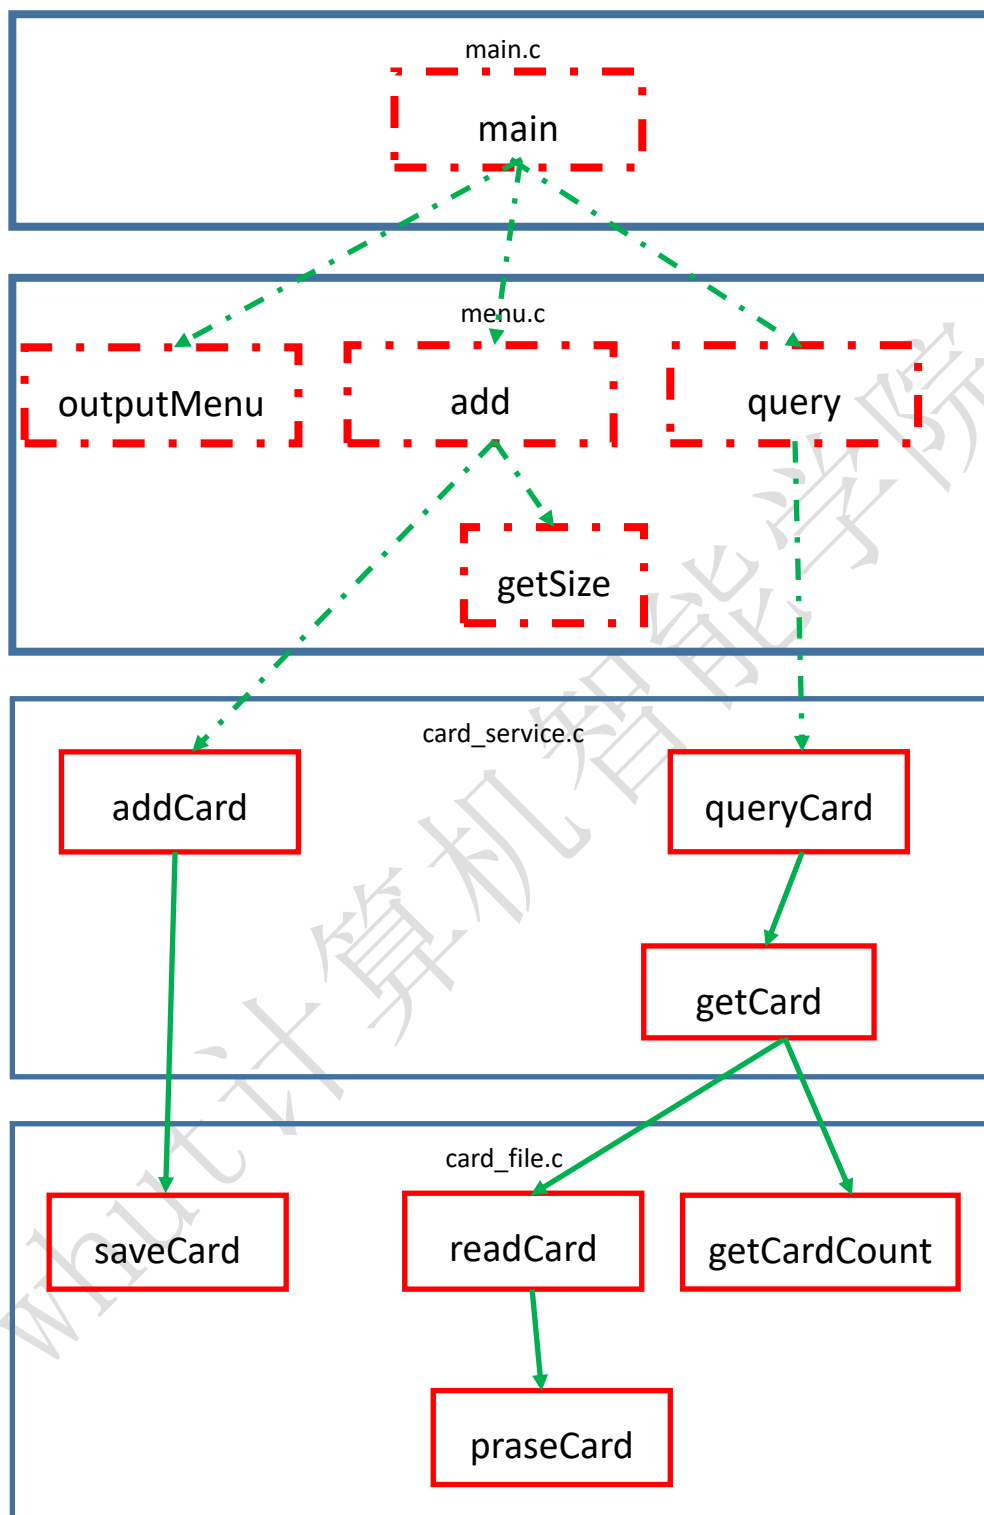 main.c
main
menu.c
outputMenu
add
query
getSize
card_service.c
addCard
queryCard
getCard
card_file.c
saveCard
readCard
getCardCount
praseCard
whut计算机智能学院